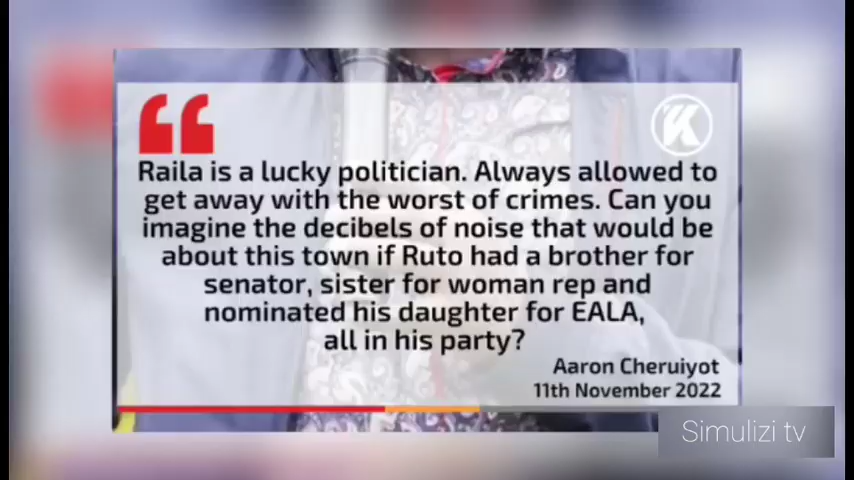 Raila is a lucky politician. Always allowed to
get away with the worst of crimes. Can you
imagine the decibels of noise that would be
about this town if Ruto had a brother for
senator, sister for woman rep and
nominated his daughter for EALA,
all in his party?
Aaron Cheruiyot
11th November 2022
Simulizi tv